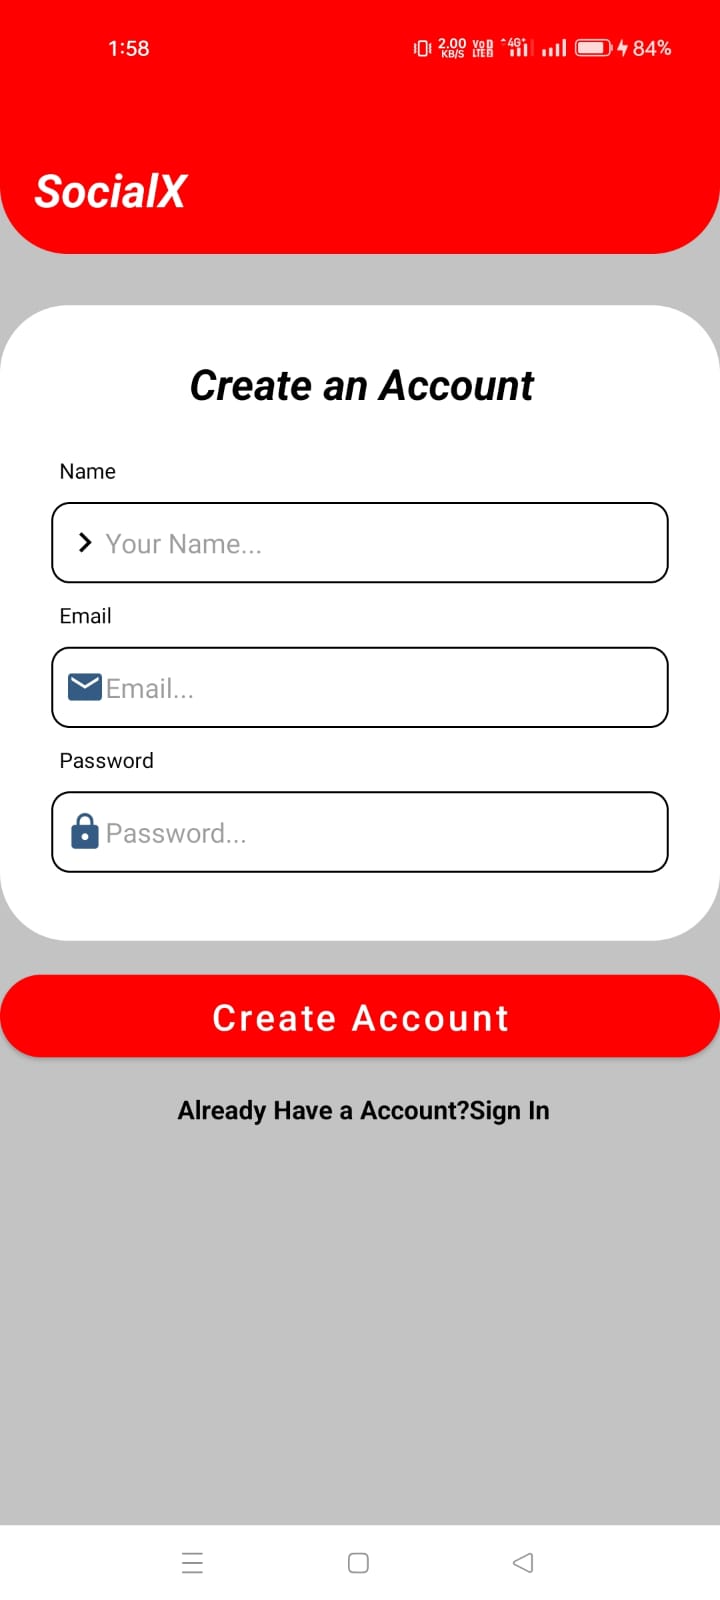 1:58
2.00 KB/S
VoD LTE
4G+
84%
SocialX
Create an Account
Name
Your Name...
Email
Email...
Password
Password...
Create Account
Already Have a Account?Sign In